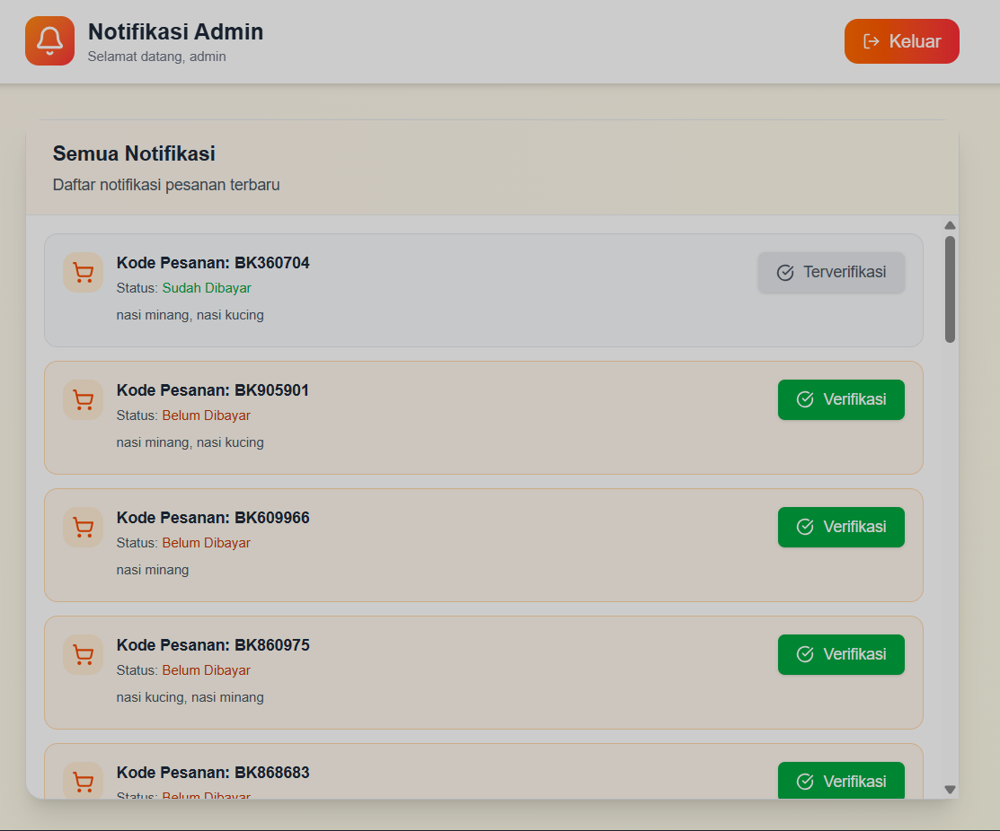 Notifikasi Admin
Selamat datang, admin
Keluar
Semua Notifikasi
Daftar notifikasi pesanan terbaru
Kode Pesanan: BK360704
Terverifikasi
Status: Sudah Dibayar
nasi minang, nasi kucing
Kode Pesanan: BK905901
Verifikasi
Status: Belum Dibayar
nasi minang, nasi kucing
Kode Pesanan: BK609966
Verifikasi
Status: Belum Dibayar
nasi minang
Kode Pesanan: BK860975
Verifikasi
Status: Belum Dibayar
nasi kucing, nasi minang
Kode Pesanan: BK868683
Verifikasi
Status: Belum Dibayar